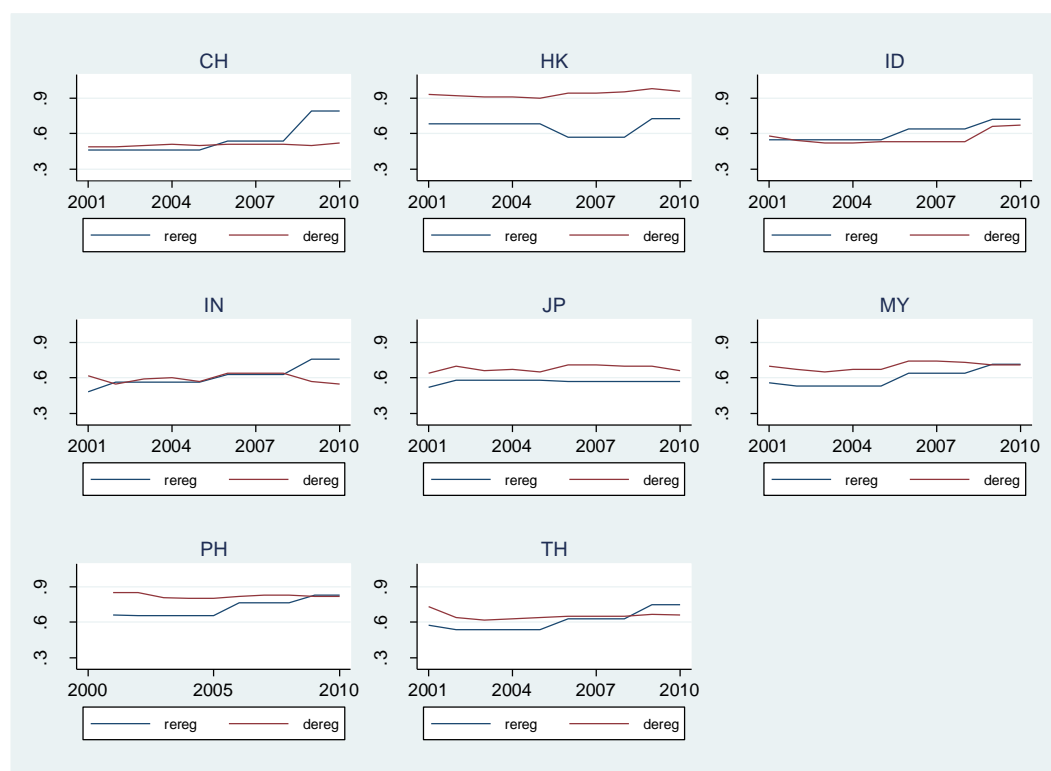 CH HK ID
.9 .9 .9
.6 .6 .6
.3 .3 .3
2001 2004 2007 2010 2001 2004 2007 2010 2001 2004 2007 2010
rereg dereg rereg dereg rereg dereg
IN JP MY
.9 .9 .9
.6 .6 .6
.3 .3 .3
2001 2004 2007 2010 2001 2004 2007 2010 2001 2004 2007 2010
rereg dereg rereg dereg rereg dereg
PH TH
.9 .9
.6 .6
.3 .3
2000 2005 2010 2001 2004 2007 2010
rereg dereg rereg dereg